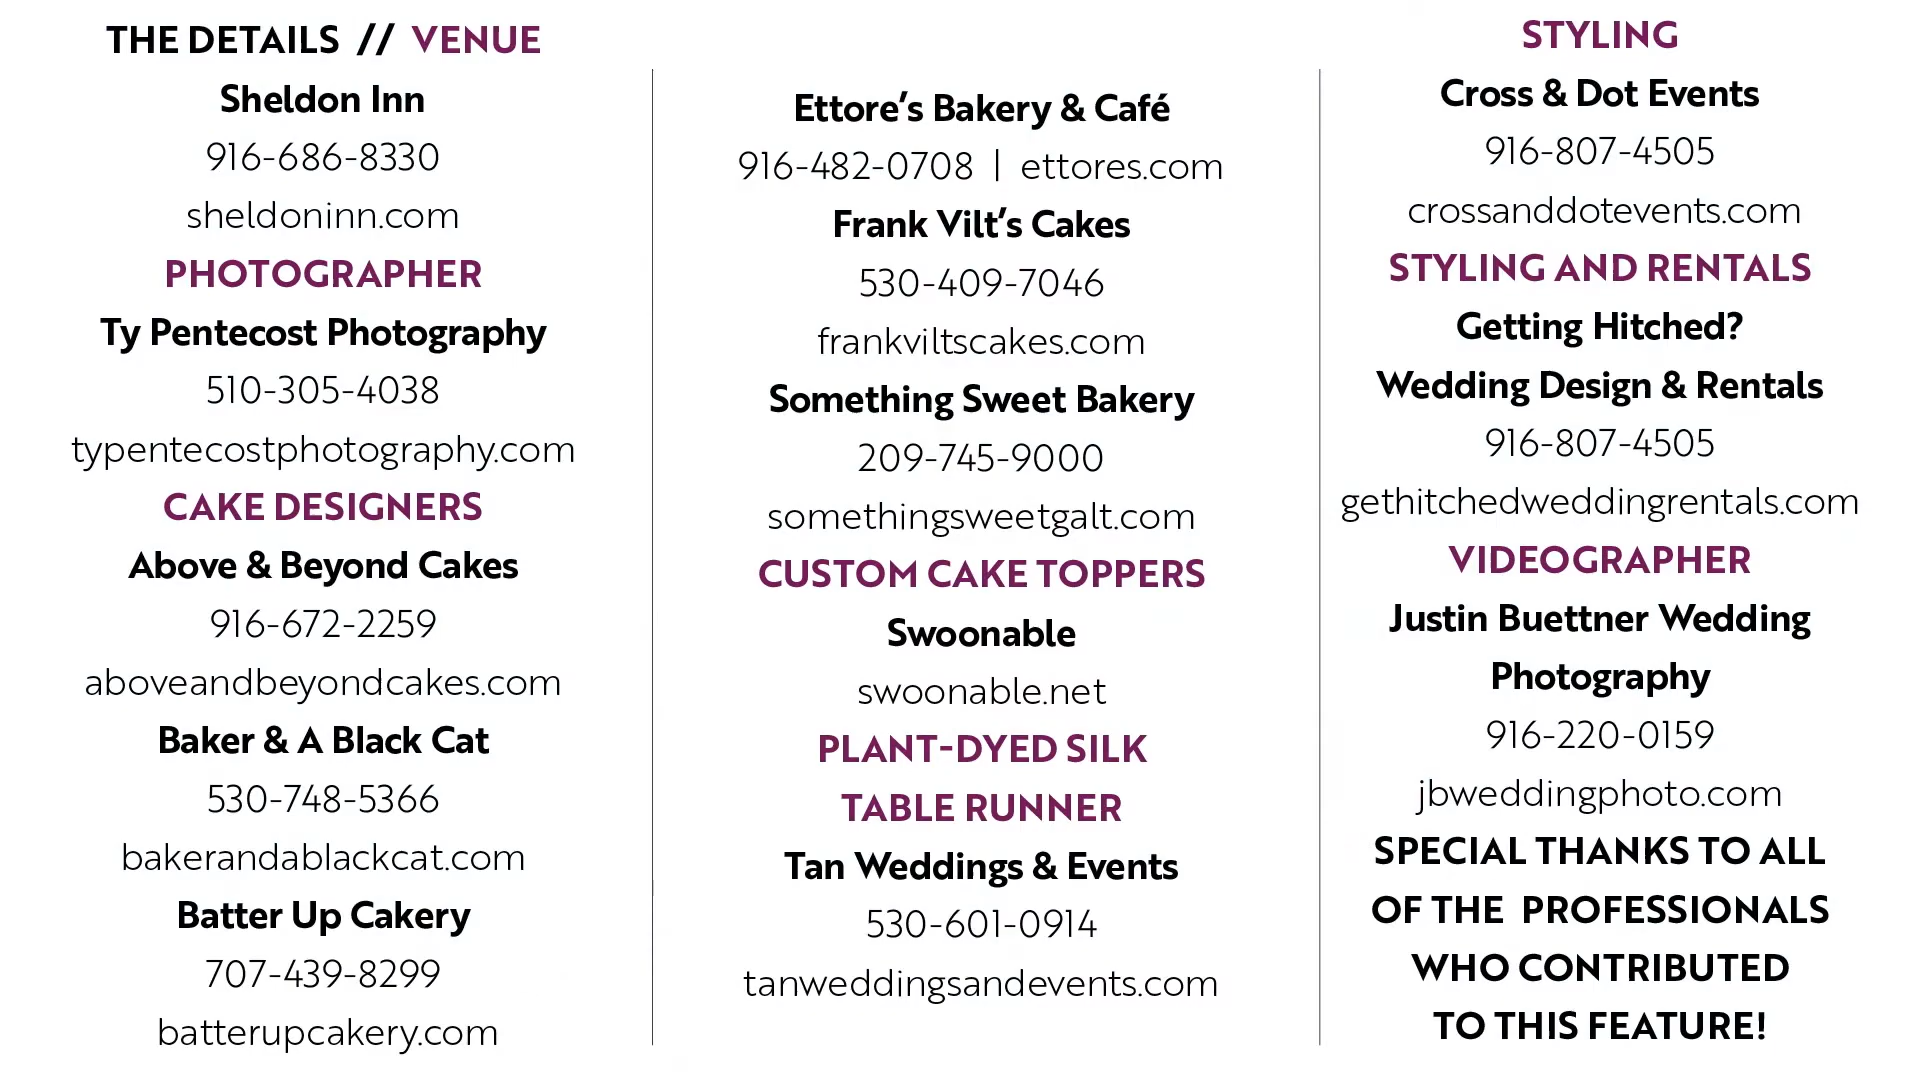 THE DETAILS // VENUE
Sheldon Inn
916-686-8330
sheldoninn.com
PHOTOGRAPHER
Ty Pentecost Photography
510-305-4038
typentecostphotography.com
CAKE DESIGNERS
Above & Beyond Cakes
916-672-2259
aboveandbeyondcakes.com
Baker & A Black Cat
530-748-5366
bakerandablackcat.com
Batter Up Cakery
707-439-8299
batterupcakery.com
Ettore’s Bakery & Café
916-482-0708 | ettores.com
Frank Vilt’s Cakes
530-409-7046
frankviltscakes.com
Something Sweet Bakery
209-745-9000
somethingsweetgalt.com
CUSTOM CAKE TOPPERS
Swoonable
swoonable.net
PLANT-DYED SILK
TABLE RUNNER
Tan Weddings & Events
530-601-0914
tanweddingsandevents.com
STYLING
Cross & Dot Events
916-807-4505
crossanddotevents.com
STYLING AND RENTALS
Getting Hitched?
Wedding Design & Rentals
916-807-4505
gethitchedweddingrentals.com
VIDEOGRAPHER
Justin Buettner Wedding
Photography
916-220-0159
jbweddingphoto.com
SPECIAL THANKS TO ALL
OF THE PROFESSIONALS
WHO CONTRIBUTED
TO THIS FEATURE!